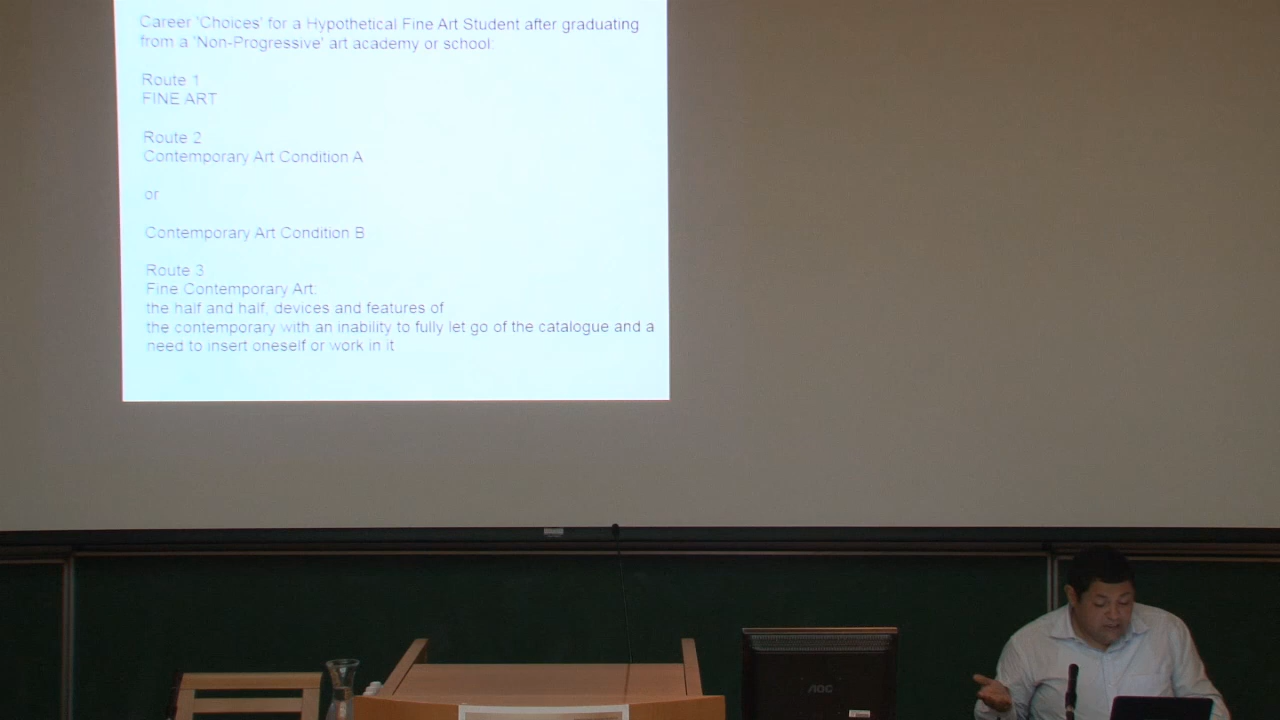 Career 'Choices' for a Hypothetical Fine Art Student after graduating
from a 'Non-Progressive' art academy or school:
Route 1
FINE ART
Route 2
Contemporary Art Condition A
or
Contemporary Art Condition B
Route 3
Fine Contemporary Art:
the half and half, devices and features of
the contemporary with an inability to fully let go of the catalogue and a
need to insert oneself or work in it
AOC